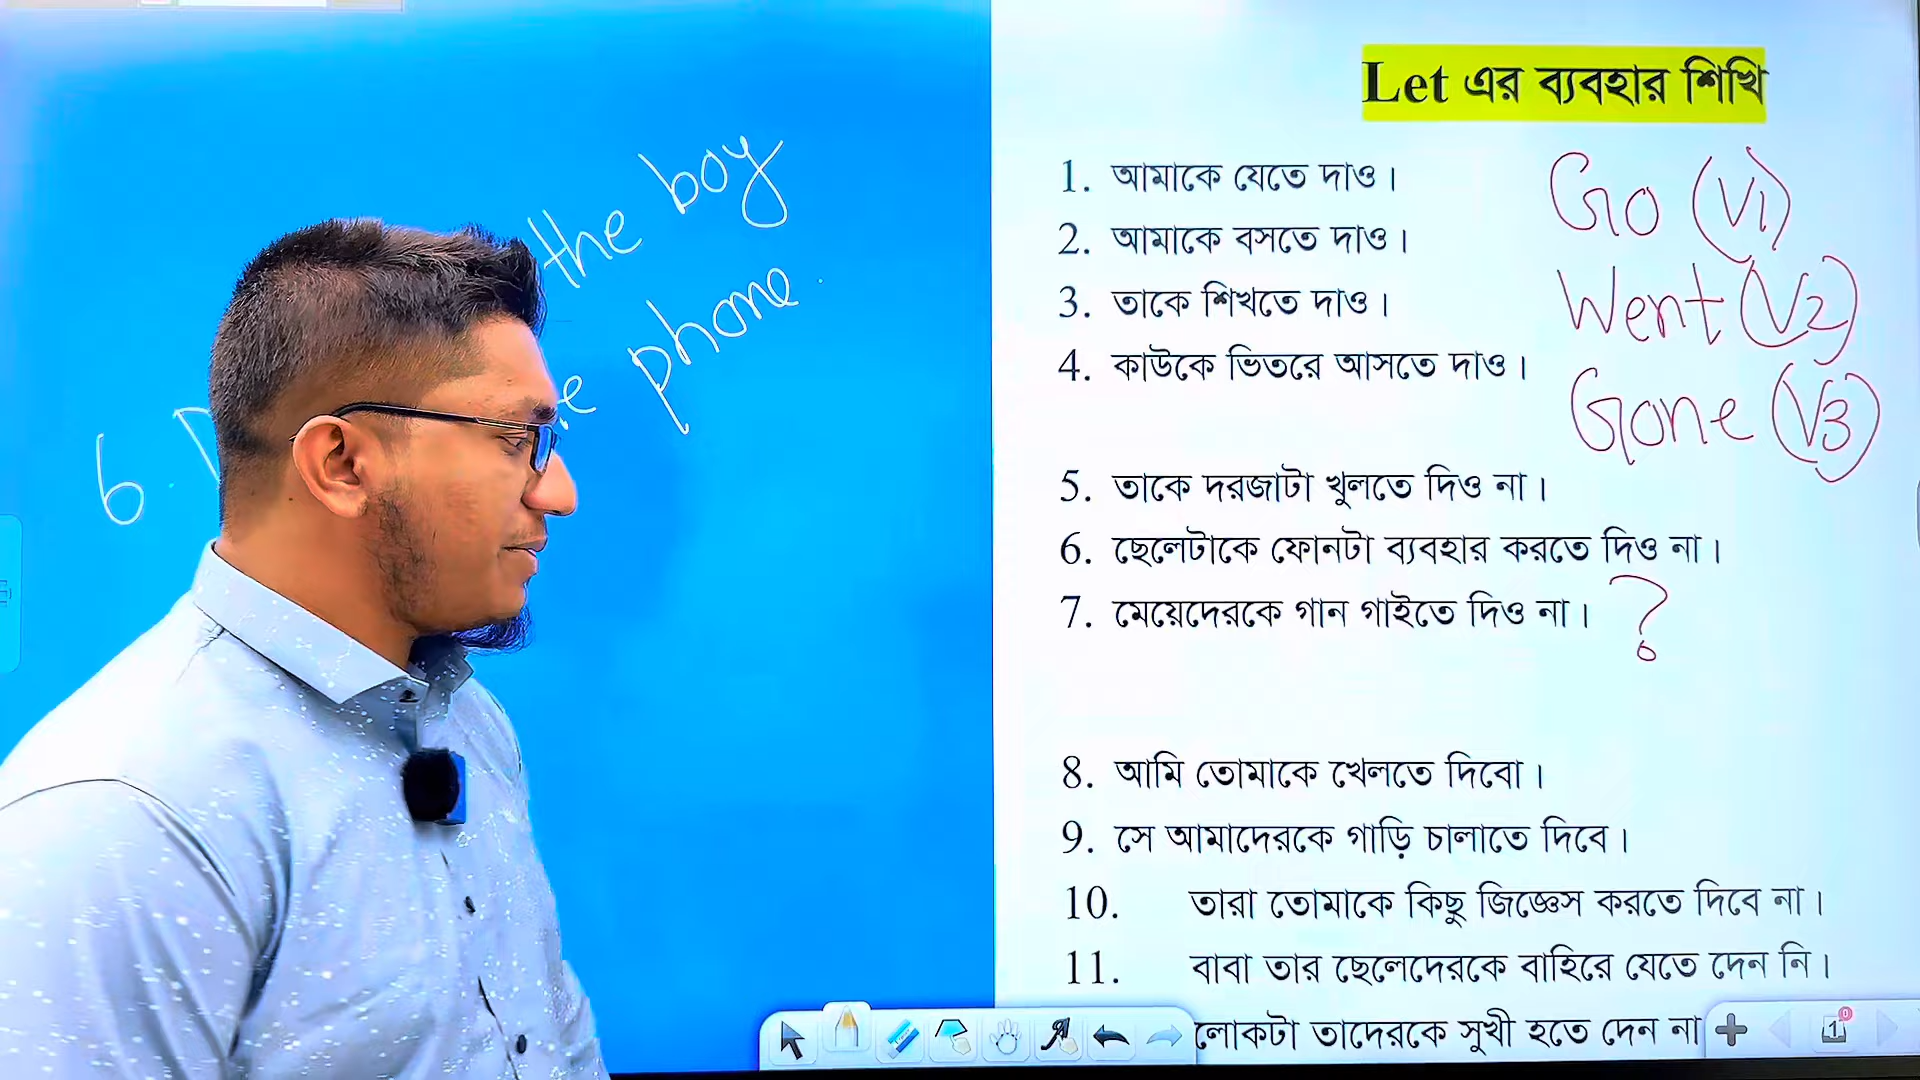 Let এর ব্যবহার শিখি
1. আমাকে যেতে দাও।
2. আমাকে বসতে দাও।
3. তাকে শিখতে দাও।
4. কাউকে ভিতরে আসতে দাও।
5. তাকে দরজাটা খুলতে দিও না।
6. ছেলেটাকে ফোনটা ব্যবহার করতে দিও না।
7. মেয়েদেরকে গান গাইতে দিও না। ?
8. আমি তোমাকে খেলতে দিবো।
9. সে আমাদেরকে গাড়ি চালাতে দিবে।
10. তারা তোমাকে কিছু জিজ্ঞেস করতে দিবে না।
11. বাবা তার ছেলেদেরকে বাহিরে যেতে দেন নি।
লোকটা তাদেরকে সুখী হতে দেন না
Go (V1)
Went (V2)
Gone (V3)
6. the boy
phone.
1